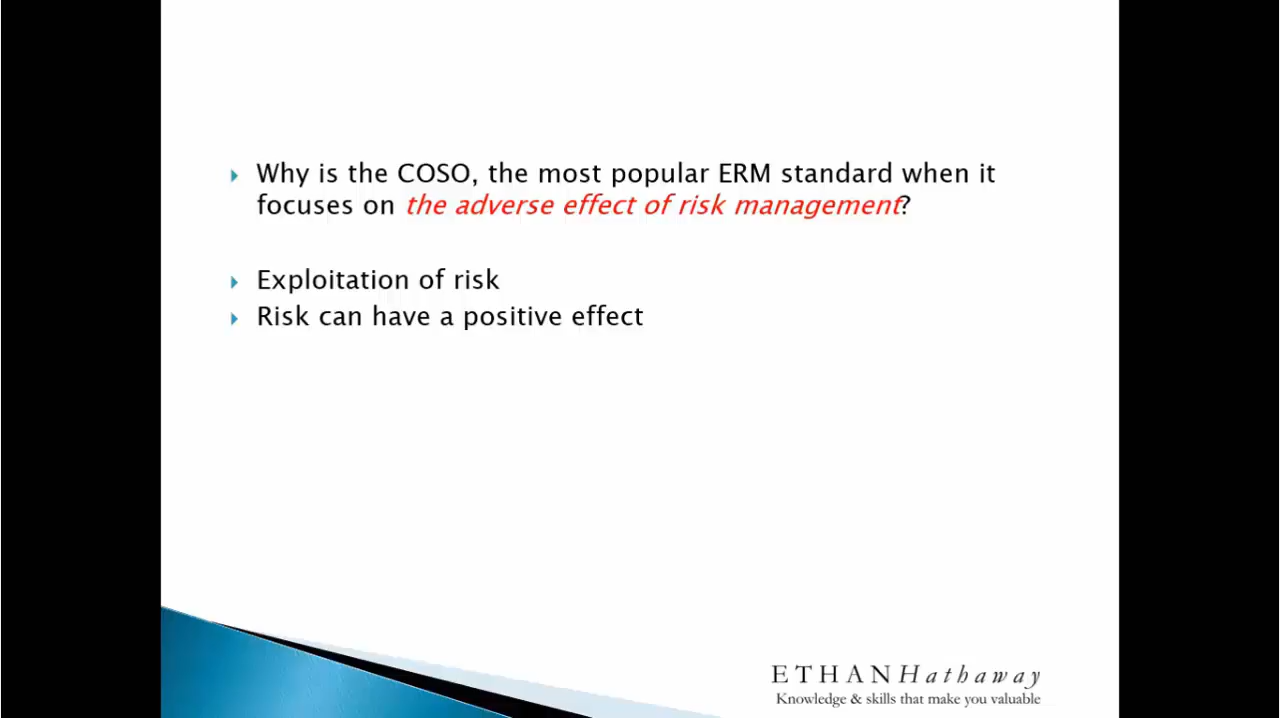 Why is the COSO, the most popular ERM standard when it
focuses on the adverse effect of risk management?
Exploitation of risk
Risk can have a positive effect
ETHANHathaway
Knowledge & skills that make you valuable